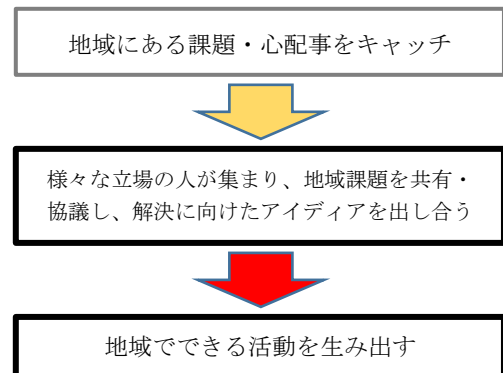 地域にある課題・心配事をキャッチ
様々な立場の人が集まり、地域課題を共有・
協議し、解決に向けたアイディアを出し合う
地域でできる活動を生み出す